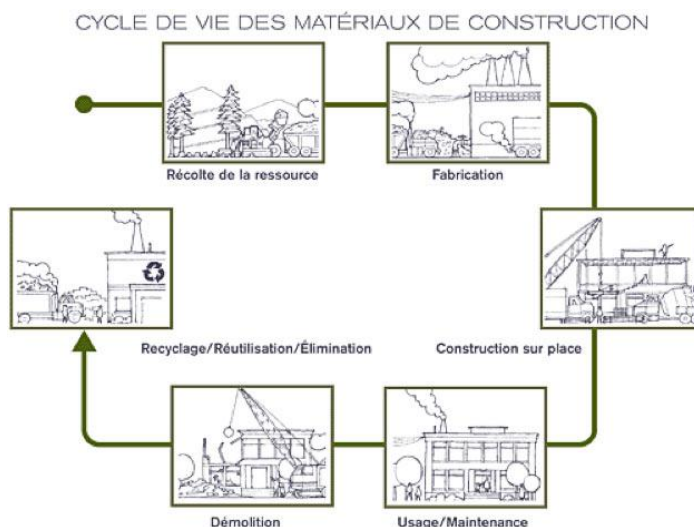 CYCLE DE VIE DES MATÉRIAUX DE CONSTRUCTION
Récolte de la ressource
Fabrication
Recyclage/Réutilisation/Élimination
Construction sur place
Démolition
Usage/Maintenance